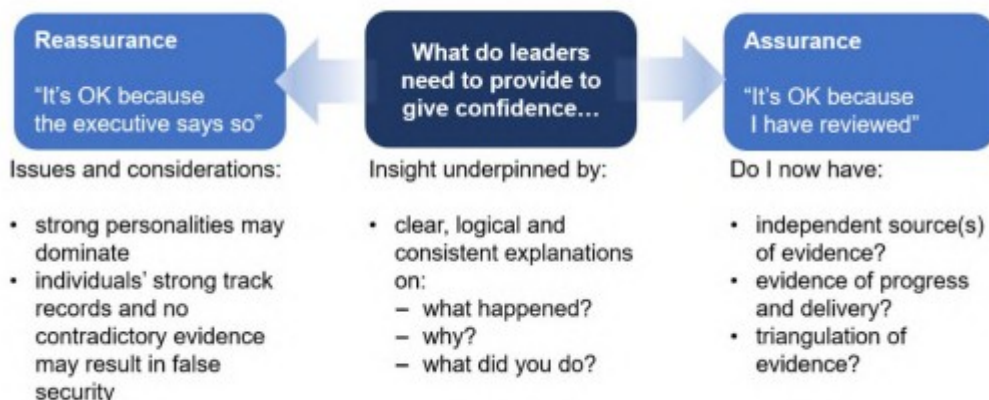 Reassurance
“It’s OK because
the executive says so”
What do leaders
need to provide to
give confidence...
Assurance
“It’s OK because
I have reviewed”
Issues and considerations:
• strong personalities may
dominate
• individuals’ strong track
records and no
contradictory evidence
may result in false
security
Insight underpinned by:
• clear, logical and
consistent explanations
on:
– what happened?
– why?
– what did you do?
Do I now have:
• independent source(s)
of evidence?
• evidence of progress
and delivery?
• triangulation of
evidence?